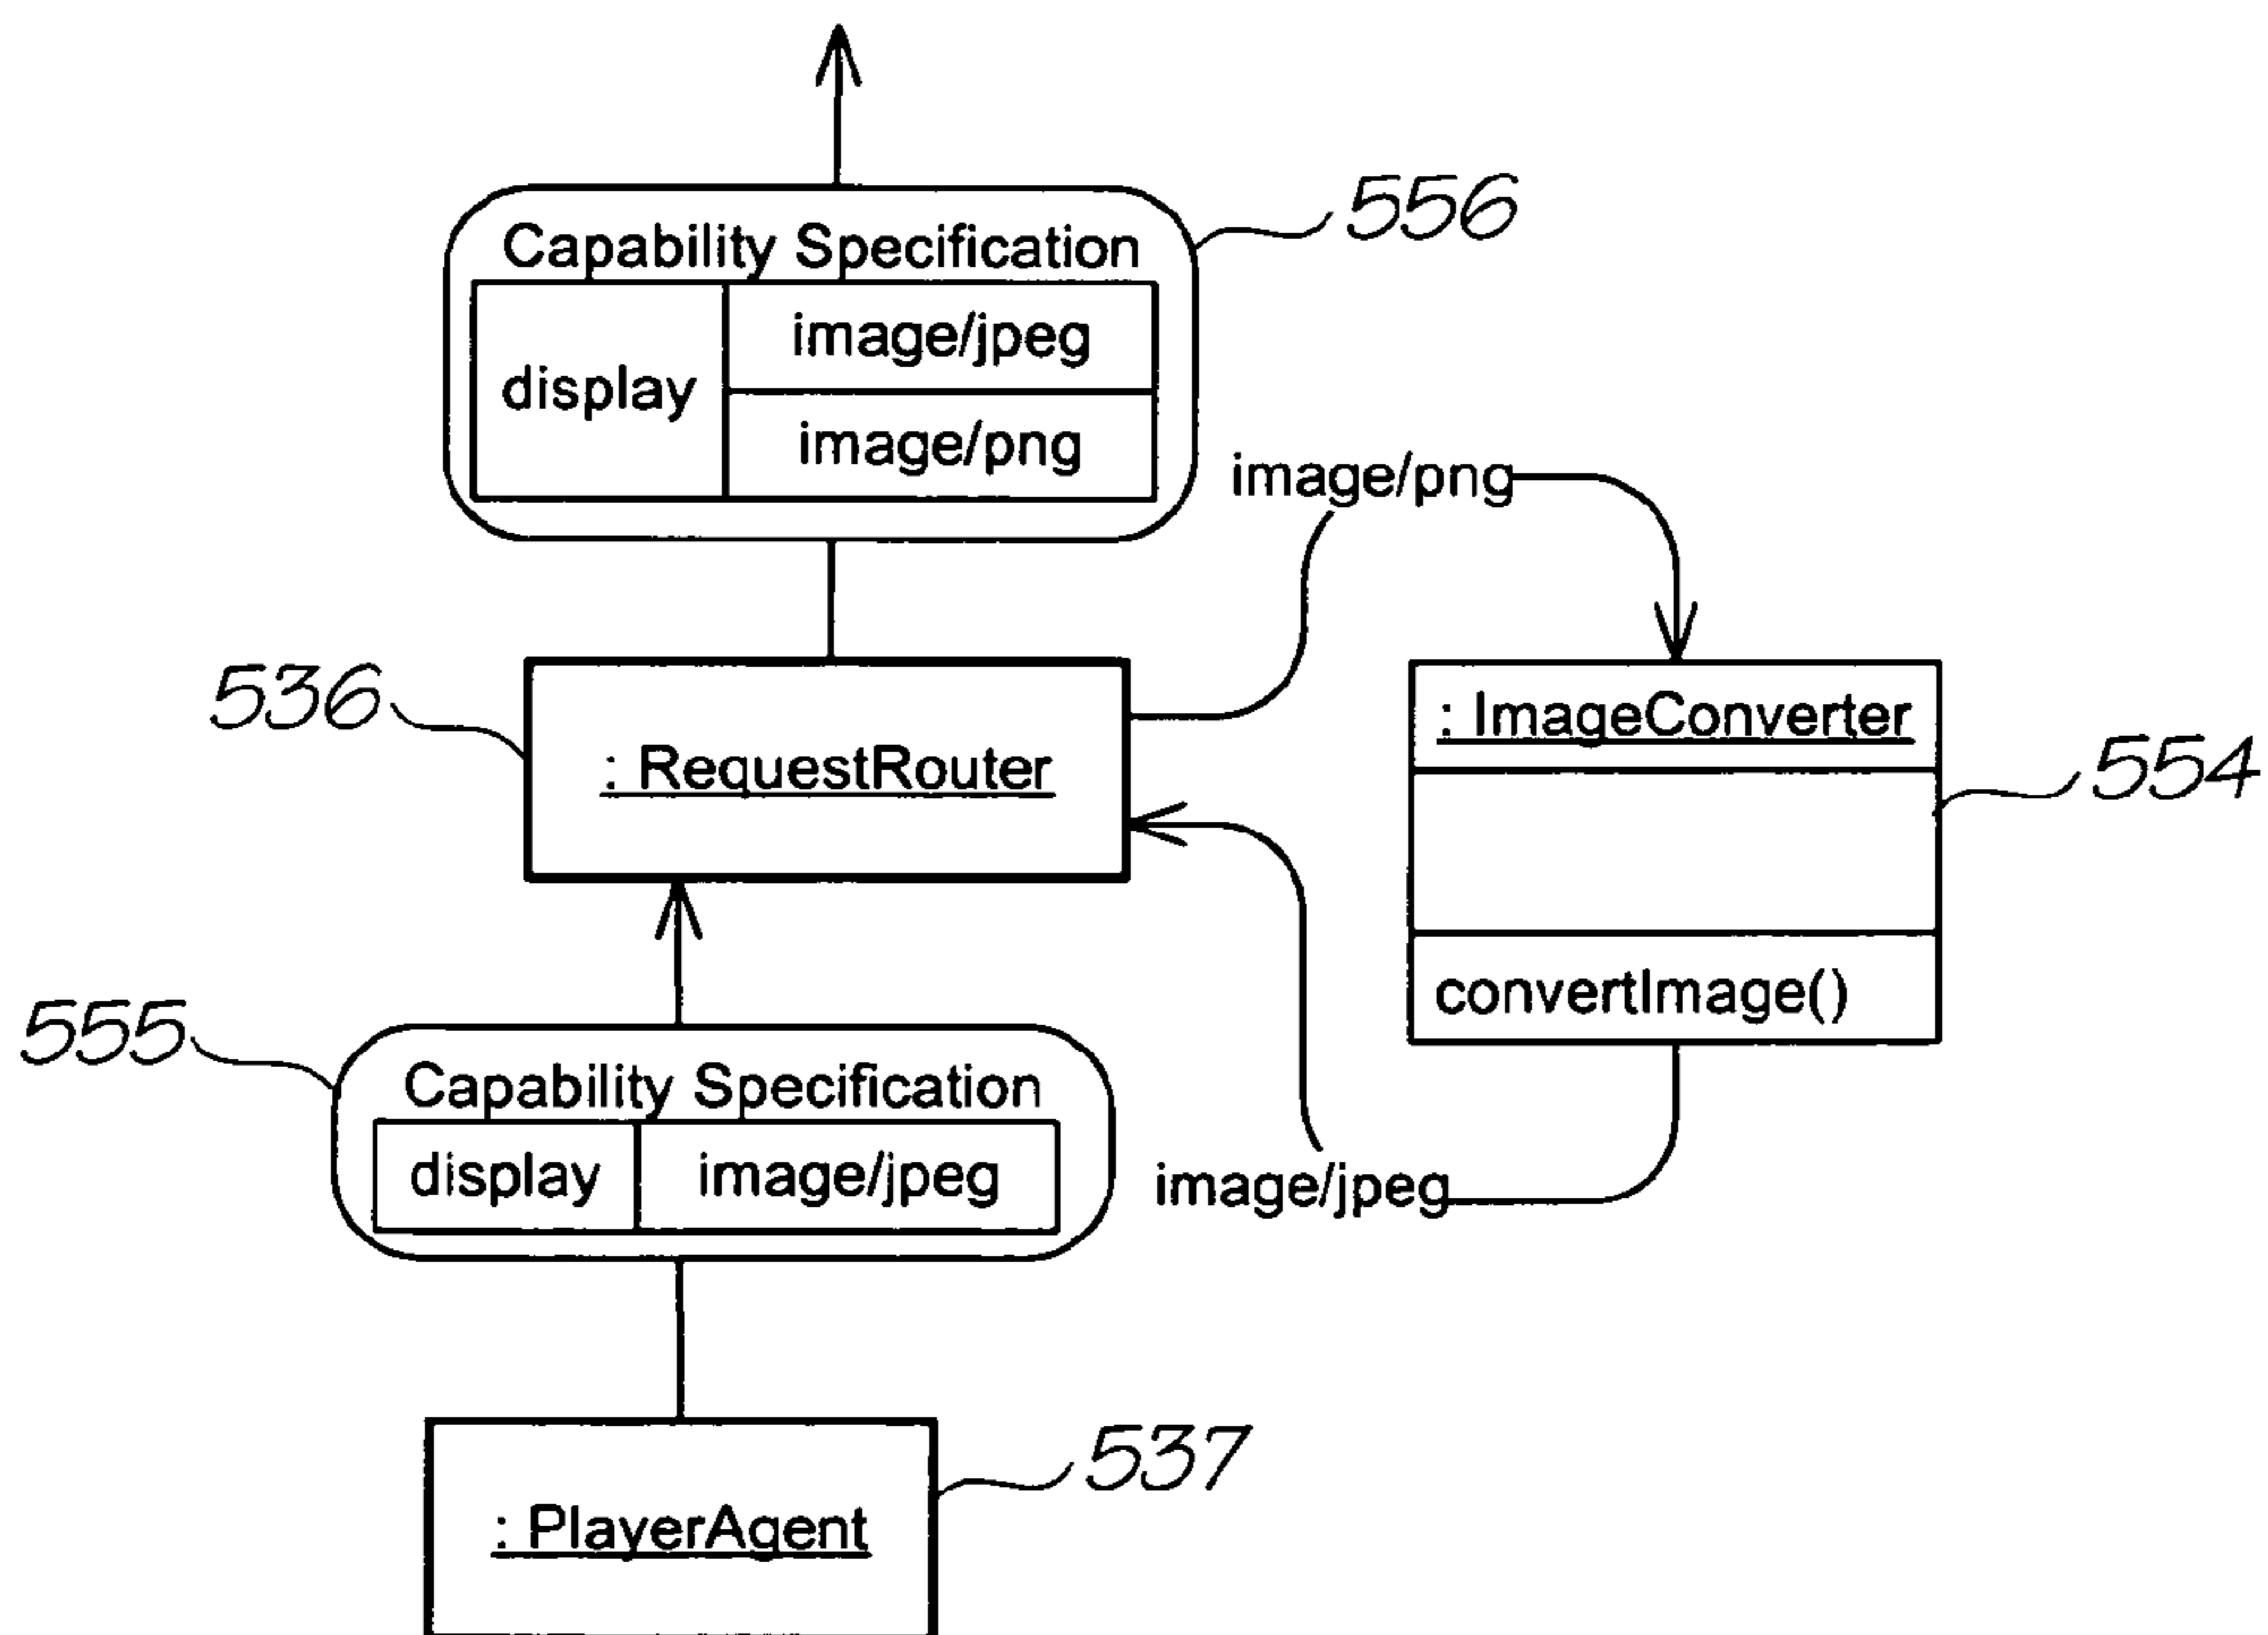 556
Capability Specification
display
image/jpeg
image/png
image/png
536
: RequestRouter
: ImageConverter
554
convertImage()
555
Capability Specification
display
image/jpeg
image/jpeg
537
: PlayerAgent